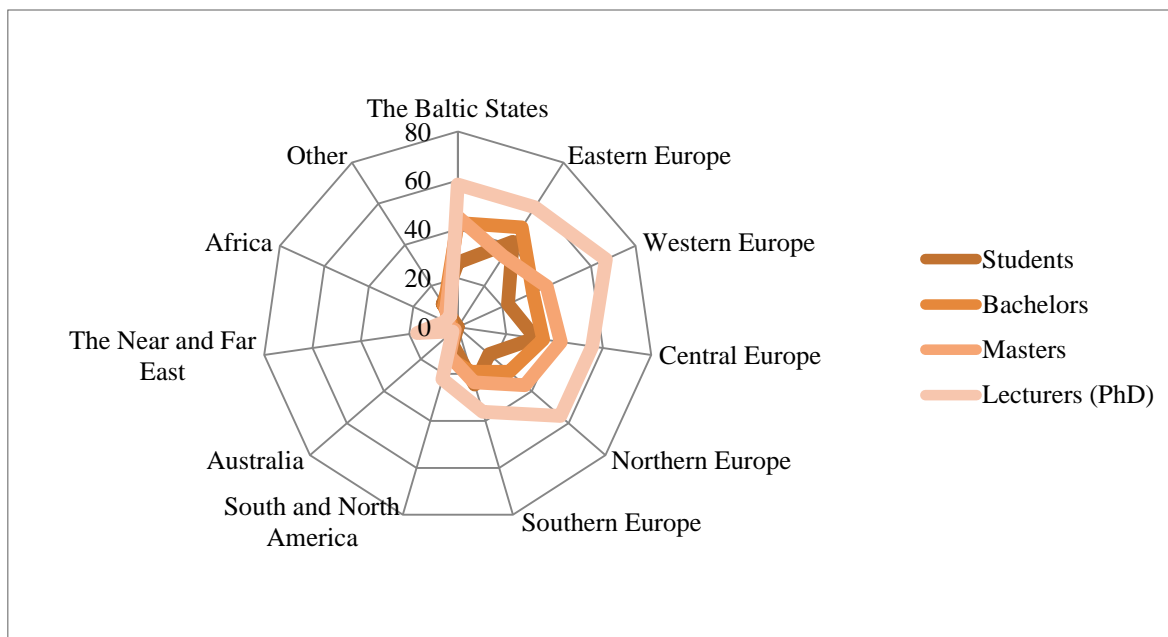 The Baltic States
80
60
40
20
0
Eastern Europe
Western Europe
Central Europe
Northern Europe
Southern Europe
South and North
America
Australia
The Near and Far
East
Africa
Other
Students
Bachelors
Masters
Lecturers (PhD)